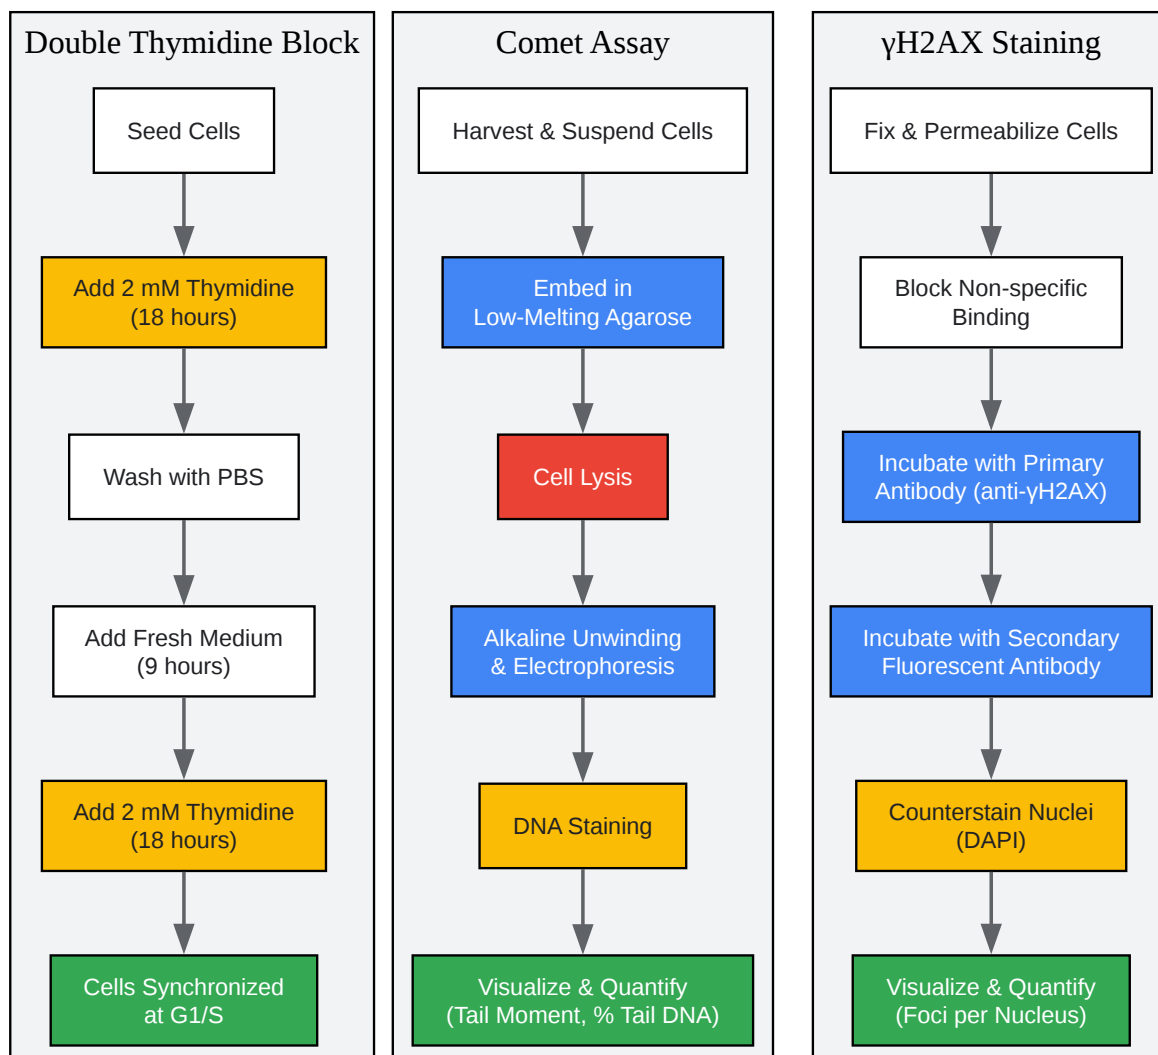 Double Thymidine Block
Seed Cells
Add 2 mM Thymidine
(18 hours)
Wash with PBS
Add Fresh Medium
(9 hours)
Add 2 mM Thymidine
(18 hours)
Cells Synchronized
at G1/S
Comet Assay
Harvest & Suspend Cells
Embed in
Low-Melting Agarose
Cell Lysis
Alkaline Unwinding
& Electrophoresis
DNA Staining
Visualize & Quantify
(Tail Moment, % Tail DNA)
γH2AX Staining
Fix & Permeabilize Cells
Block Non-specific
Binding
Incubate with Primary
Antibody (anti-γH2AX)
Incubate with Secondary
Fluorescent Antibody
Counterstain Nuclei
(DAPI)
Visualize & Quantify
(Foci per Nucleus)